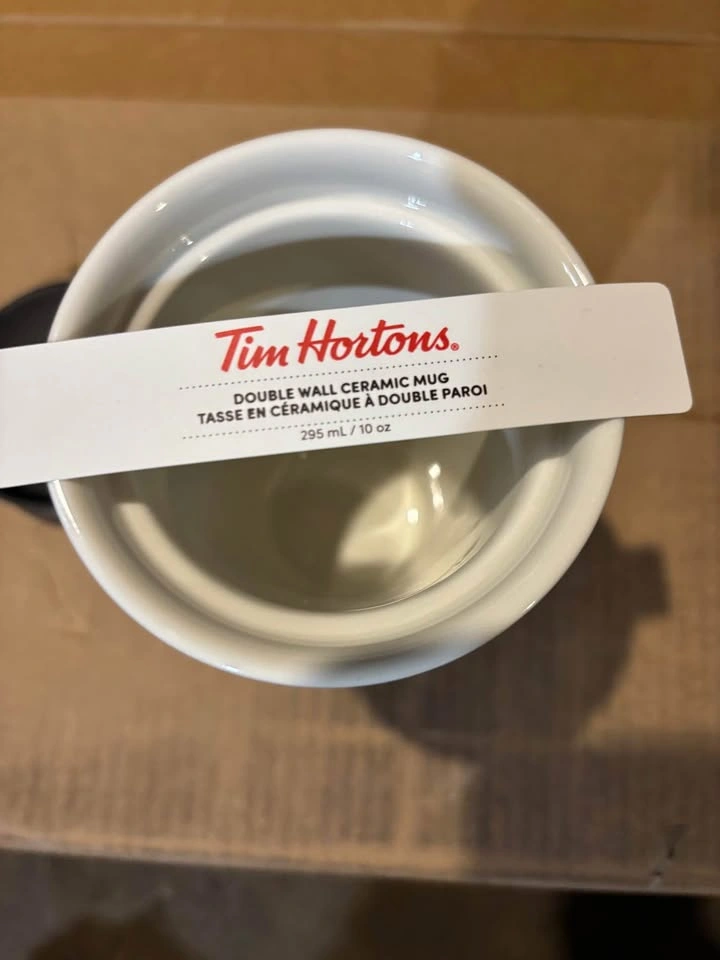 Tim Hortons®
DOUBLE WALL CERAMIC MUG
TASSE EN CÉRAMIQUE À DOUBLE PAROI
295 mL / 10 oz